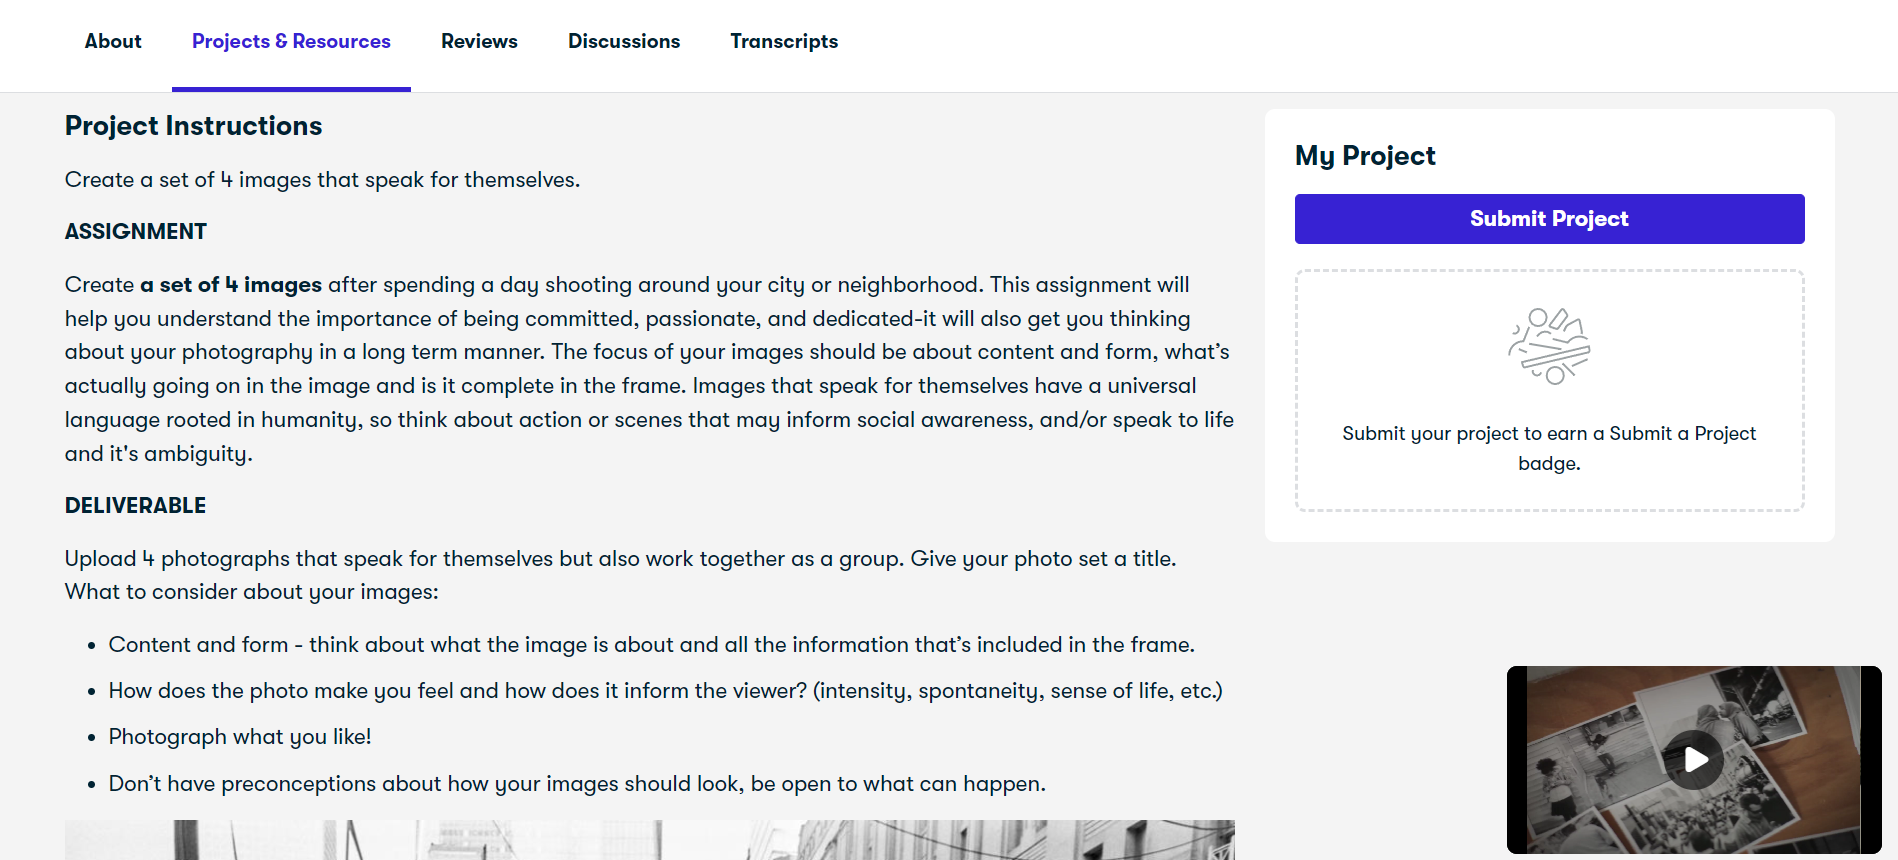 About Projects & Resources Reviews Discussions Transcripts
Project Instructions
Create a set of 4 images that speak for themselves.
ASSIGNMENT
Create a set of 4 images after spending a day shooting around your city or neighborhood. This assignment will
help you understand the importance of being committed, passionate, and dedicated-it will also get you thinking
about your photography in a long term manner. The focus of your images should be about content and form, what’s
actually going on in the image and is it complete in the frame. Images that speak for themselves have a universal
language rooted in humanity, so think about action or scenes that may inform social awareness, and/or speak to life
and it's ambiguity.
DELIVERABLE
Upload 4 photographs that speak for themselves but also work together as a group. Give your photo set a title.
What to consider about your images:
• Content and form - think about what the image is about and all the information that’s included in the frame.
• How does the photo make you feel and how does it inform the viewer? (intensity, spontaneity, sense of life, etc.)
• Photograph what you like!
• Don’t have preconceptions about how your images should look, be open to what can happen.
My Project
Submit Project
Submit your project to earn a Submit a Project
badge.